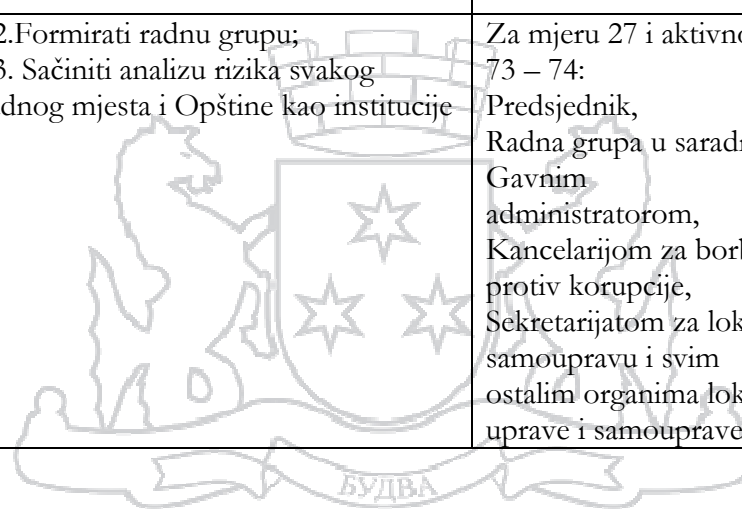 2.Formirati radnu grupu;
3. Sačiniti analizu rizika svakog
dnog mjesta i Opštine kao institucije
Za mjeru 27 i aktivno
73 – 74:
Predsjednik,
Radna grupa u sarad
Gavnim
administratorom,
Kancelarijom za bor
protiv korupcije,
Sekretarijatom za lok
samoupravu i svim
ostalim organima lok
uprave i samouprave
БУДВА